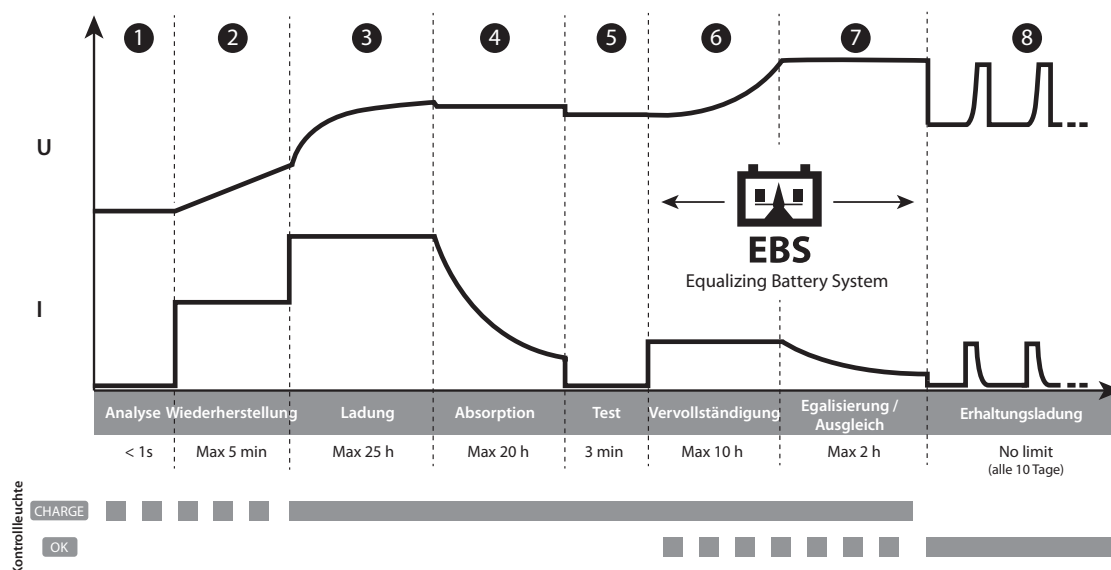 1 2 3 4 5 6 7 8
U
EBS
Equalizing Battery System
I
Analyse Wiederherstellung Ladung Absorption Test Vervollständigung Egalisierung / Ausgleich Erhaltungsladung
< 1s Max 5 min Max 25 h Max 20 h 3 min Max 10 h Max 2 h No limit
(alle 10 Tage)
Kontrollleuchte
CHARGE
OK